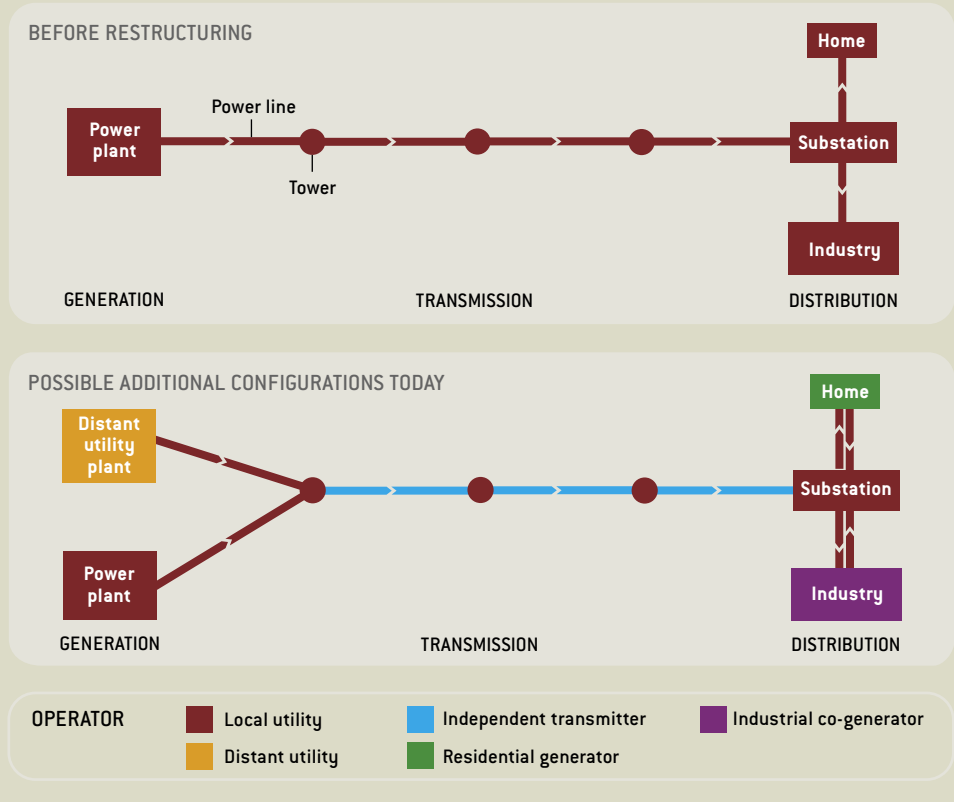 BEFORE RESTRUCTURING
Home
Power line
Power
plant
Substation
Tower
Industry
GENERATION
TRANSMISSION
DISTRIBUTION
POSSIBLE ADDITIONAL CONFIGURATIONS TODAY
Home
Distant
utility
plant
Substation
Power
plant
Industry
GENERATION
TRANSMISSION
DISTRIBUTION
OPERATOR
Local utility
Independent transmitter
Industrial co-generator
Distant utility
Residential generator